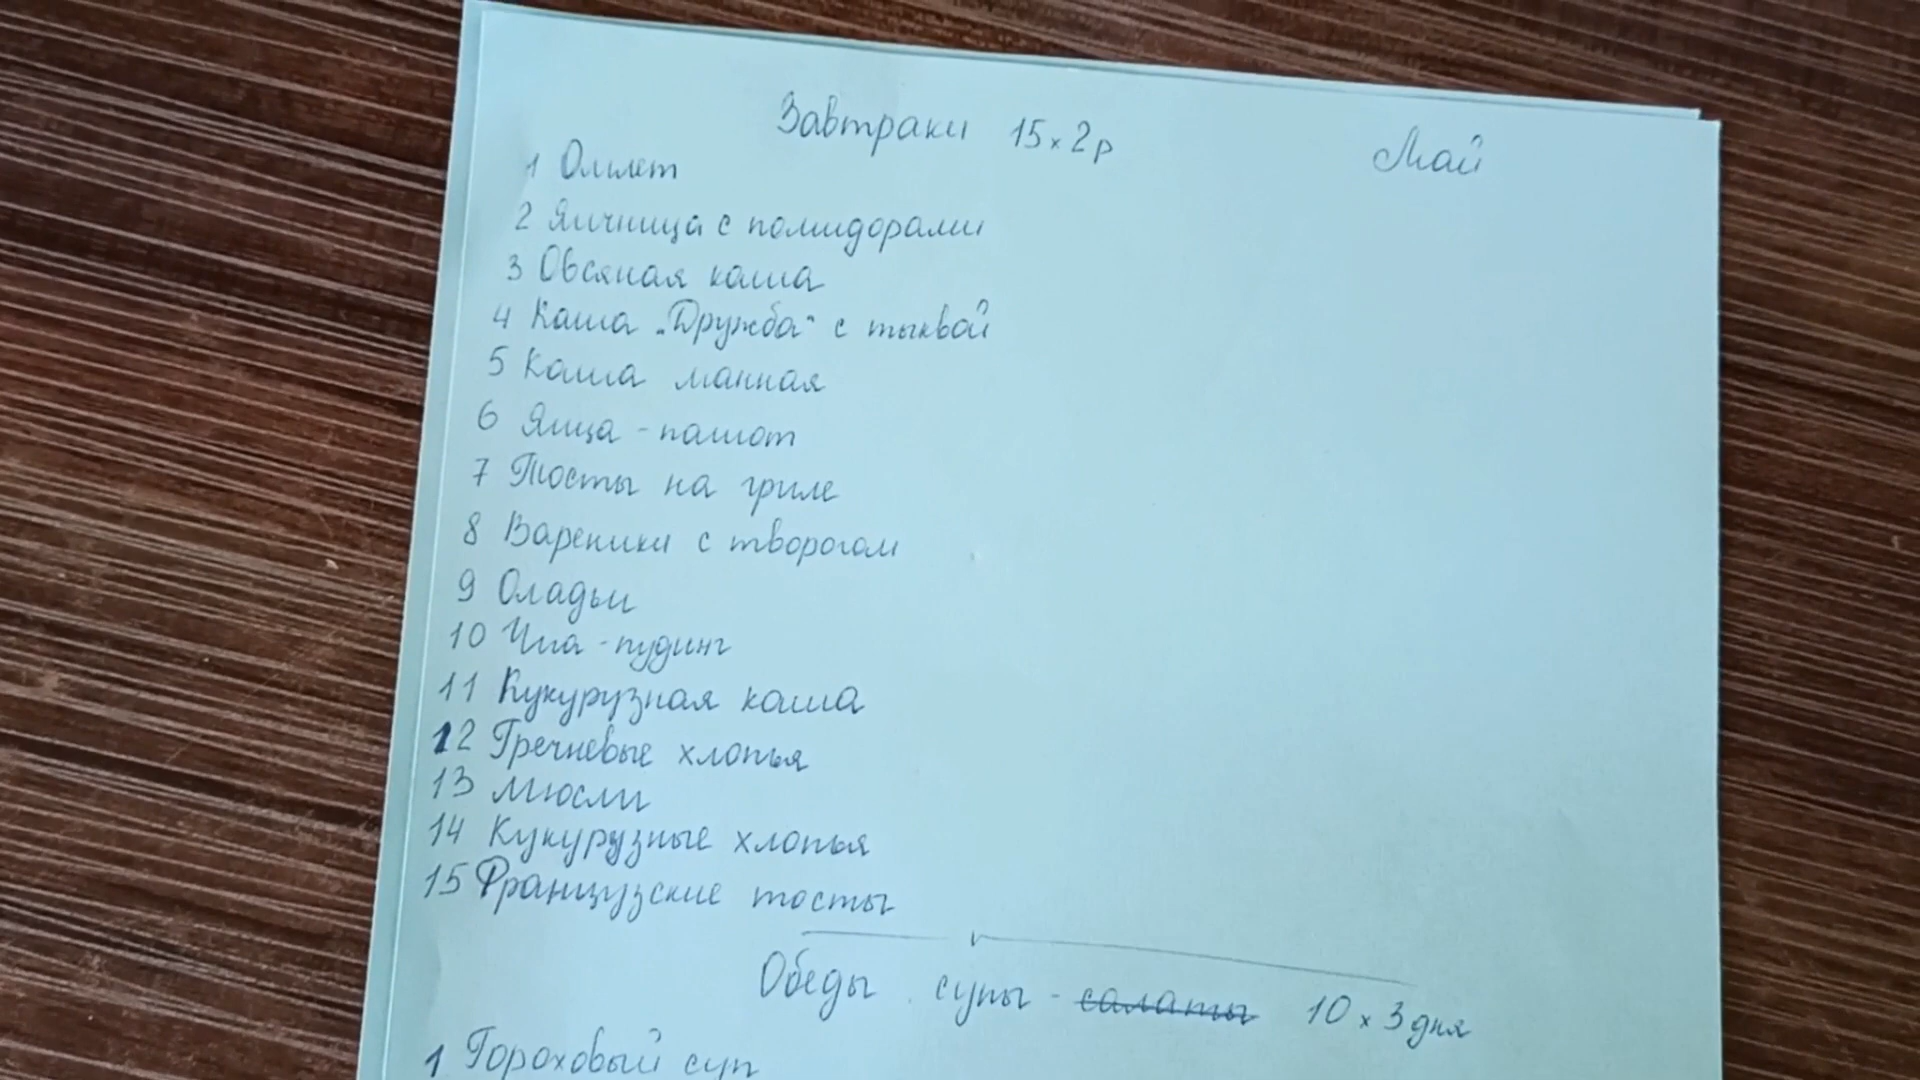 Завтраки 15 x 2р
Май
1 Омлет
2 Яичница с помидорами
3 Овсяная каша
4 Каша „Дружба“ с тыквой
5 Каша манная
6 Яйца - пашот
7 Тосты на гриле
8 Вареники с творогом
9 Оладьи
10 Чиа - пудинг
11 Кукурузная каша
12 Гречневые хлопья
13 Мюсли
14 Кукурузные хлопья
15 Французские тосты
Обеды супы - салаты 10 x 3 дня
1 Гороховый суп